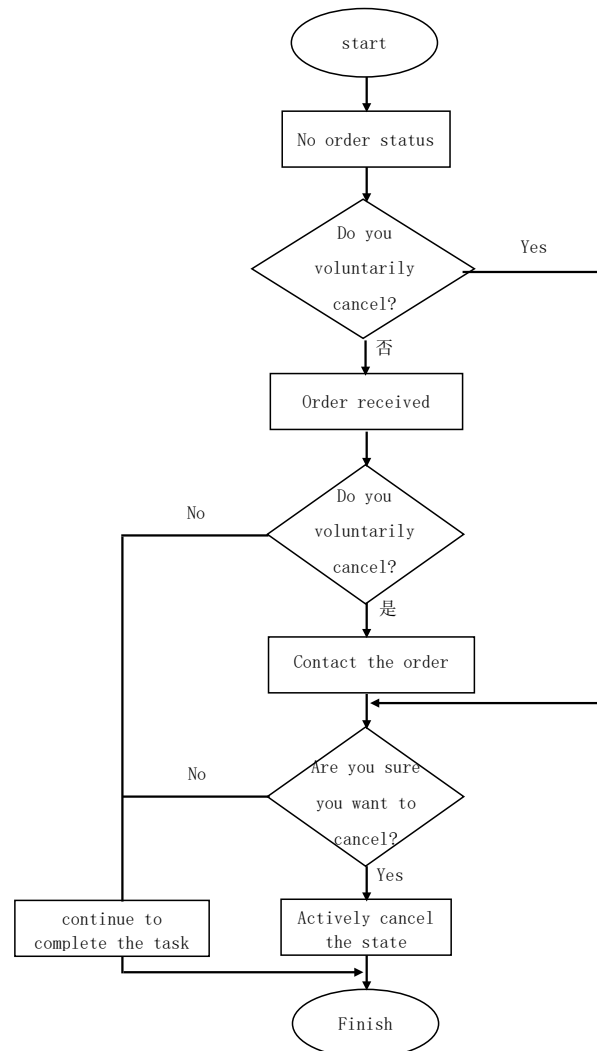 start
No order status
Do you
voluntarily
cancel?
Yes
否
Order received
Do you
voluntarily
cancel?
No
是
Contact the order
Are you sure
you want to
cancel?
No
Yes
continue to
complete the task
Actively cancel
the state
Finish